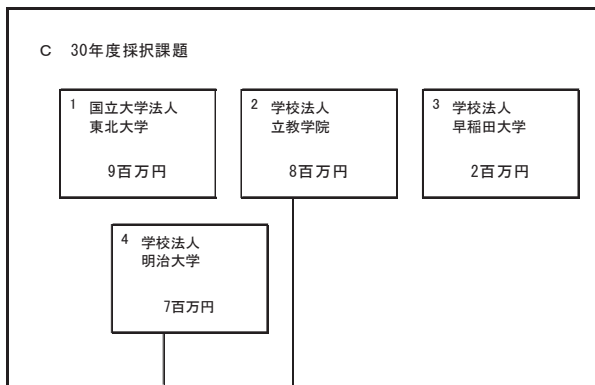 C 30年度採択課題
1 国立大学法人
東北大学
9百万円
2 学校法人
立教学院
8百万円
3 学校法人
早稲田大学
2百万円
4 学校法人
明治大学
7百万円